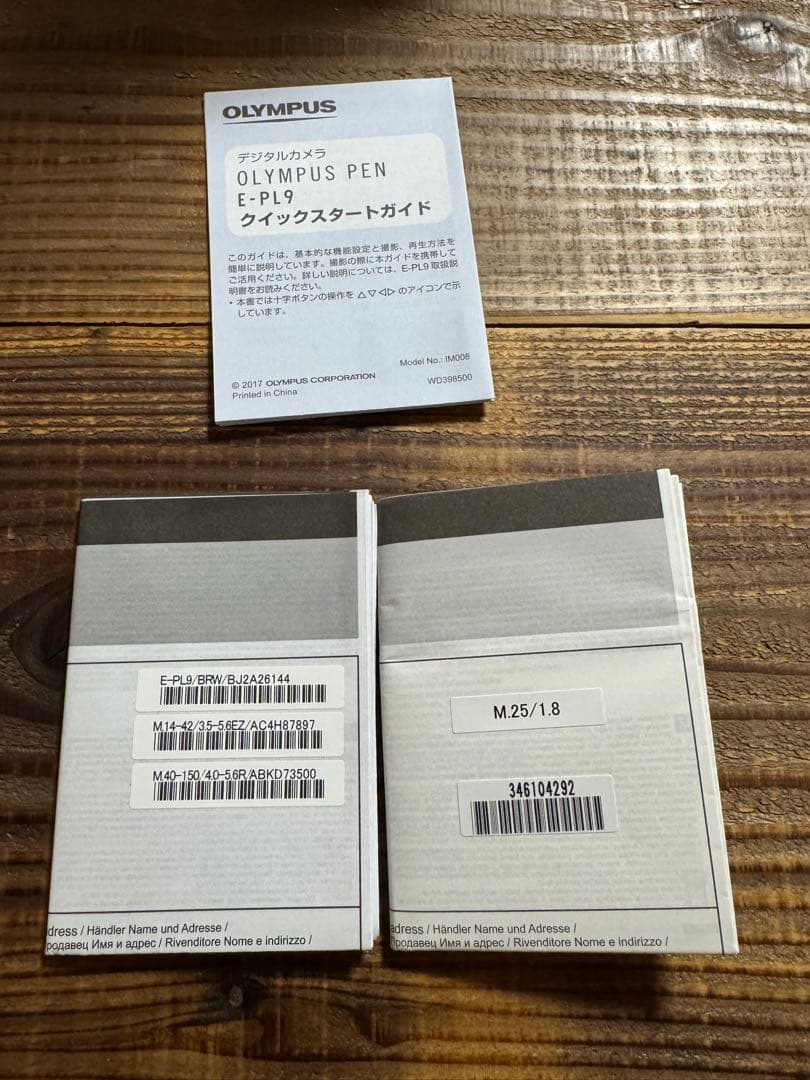 OLYMPUS
デジタルカメラ
OLYMPUS PEN
E-PL9
クイックスタートガイド
このガイドは、基本的な機能設定と撮影、再生方法を
簡単に説明しています。撮影の際に本ガイドを携帯して
ご活用ください。詳しい説明については、E-PL9 取扱説
明書をお読みください。
・本書では十字ボタンの操作を △▽◁▷ のアイコンで示
しています。
Model No.: IM008
© 2017 OLYMPUS CORPORATION
WD398500
Printed in China
E-PL9/BRW/BJ2A26144
M.14-42/3.5-5.6EZ/AC4H87897
M.40-150/4.0-5.6R/ABKD73500
dress / Händler Name und Adresse /
родавец Имя и адрес / Rivenditore Nome e indirizzo /
M.25/1.8
346104292
adress / Händler Name und Adresse /
Продавец Имя и адрес / Rivenditore Nome e indirizzo /